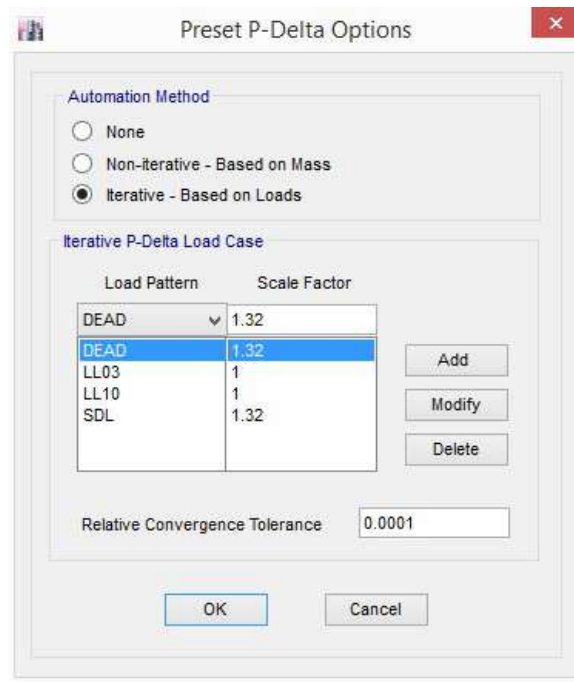 Preset P-Delta Options
Automation Method
None
Non-iterative - Based on Mass
Iterative - Based on Loads
Iterative P-Delta Load Case
Load Pattern Scale Factor
DEAD 1.32
DEAD 1.32
LL03 1
LL10 1
SDL 1.32
Add
Modify
Delete
Relative Convergence Tolerance 0.0001
OK Cancel